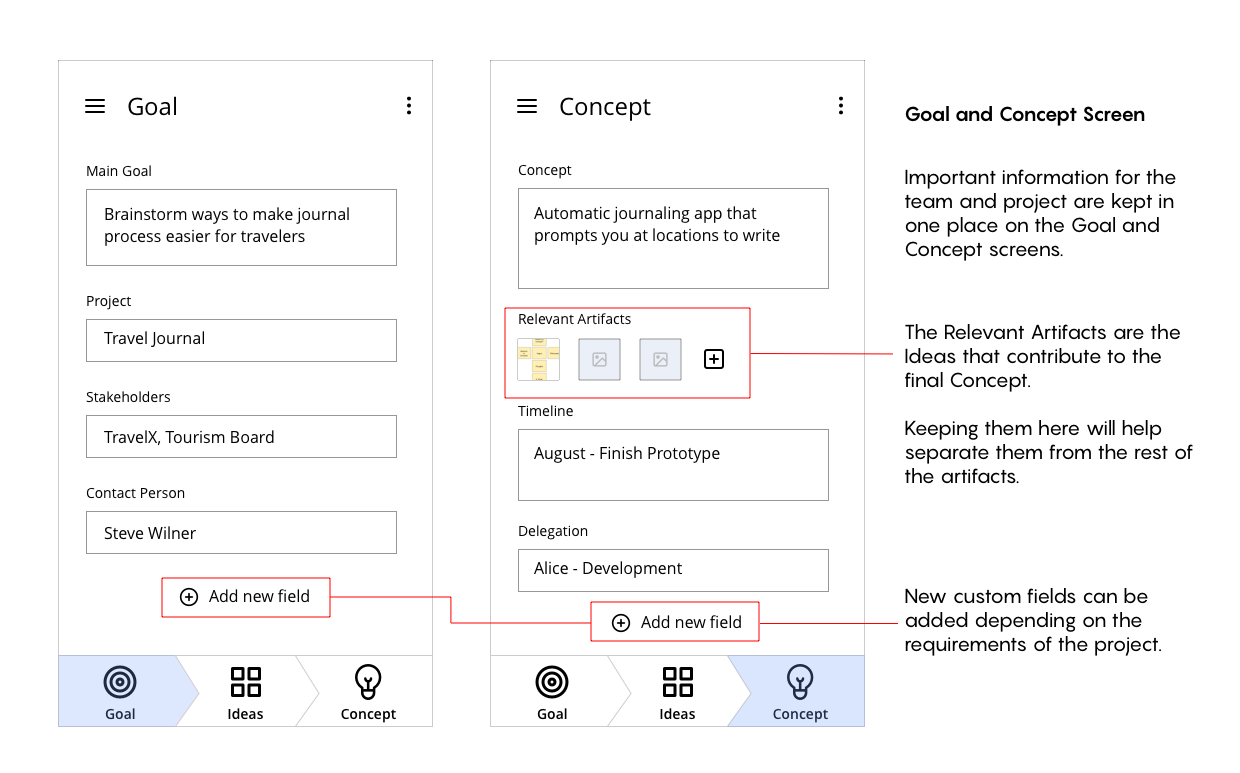 Goal
Main Goal
Brainstorm ways to make journal
process easier for travelers
Project
Travel Journal
Stakeholders
TravelX, Tourism Board
Contact Person
Steve Wilner
Add new field
Goal
Ideas
Concept
Concept
Concept
Automatic journaling app that
prompts you at locations to write
Relevant Artifacts
Timeline
August - Finish Prototype
Delegation
Alice - Development
Add new field
Goal
Ideas
Concept
Goal and Concept Screen
Important information for the
team and project are kept in
one place on the Goal and
Concept screens.
The Relevant Artifacts are the
Ideas that contribute to the
final Concept.
Keeping them here will help
separate them from the rest of
the artifacts.
New custom fields can be
added depending on the
requirements of the project.